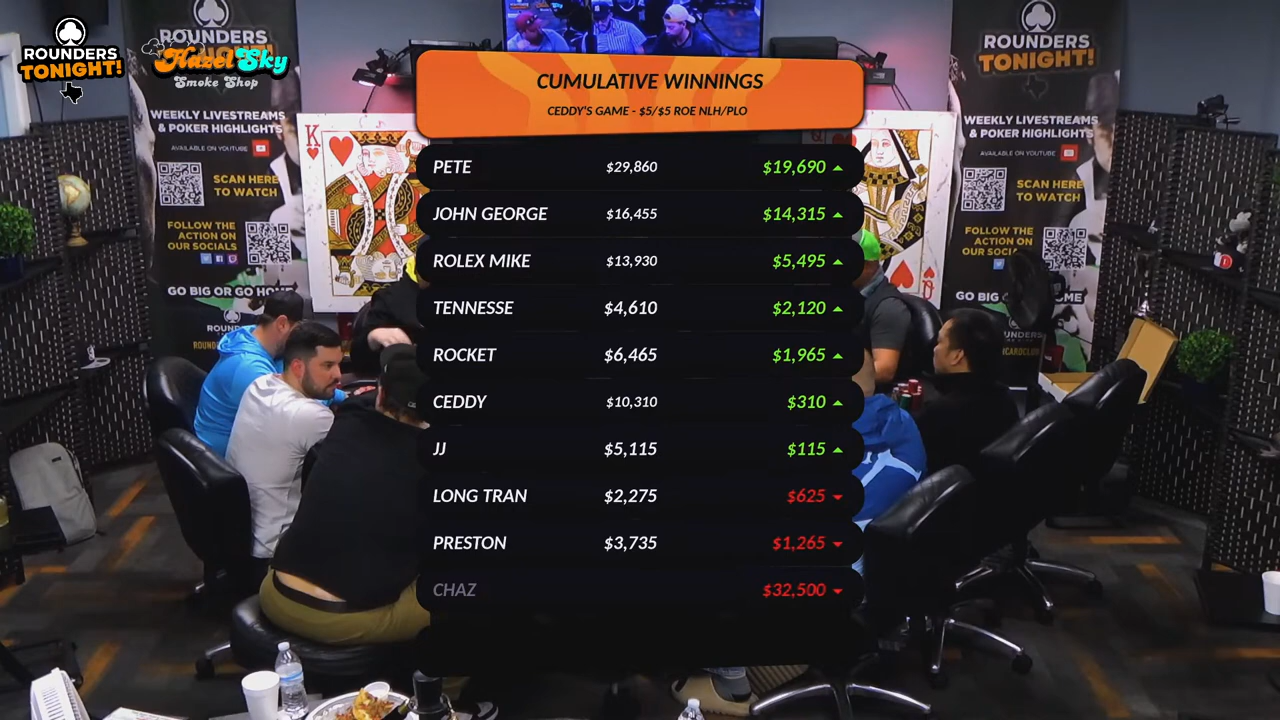 ROUNDERS
TONIGHT!
Hazel Sky
Smoke Shop
ROUNDERS
WEEKLY LIVESTREAMS
& POKER HIGHLIGHTS
AVAILABLE ON YOUTUBE
SCAN HERE
TO WATCH
FOLLOW THE
ACTION ON
OUR SOCIALS
GO BIG OR GO HOME
K
CUMULATIVE WINNINGS
CEDDY'S GAME - $5/$5 ROE NLH/PLO
PETE $29,860 $19,690
JOHN GEORGE $16,455 $14,315
ROLEX MIKE $13,930 $5,495
TENNESSE $4,610 $2,120
ROCKET $6,465 $1,965
CEDDY $10,310 $310
JJ $5,115 $115
LONG TRAN $2,275 $625
PRESTON $3,735 $1,265
CHAZ $32,500
ROUNDERS
TONIGHT!
WEEKLY LIVESTREAMS
& POKER HIGHLIGHTS
AVAILABLE ON YOUTUBE
SCAN HERE
TO WATCH
FOLLOW THE
ACTION ON
GO BIG